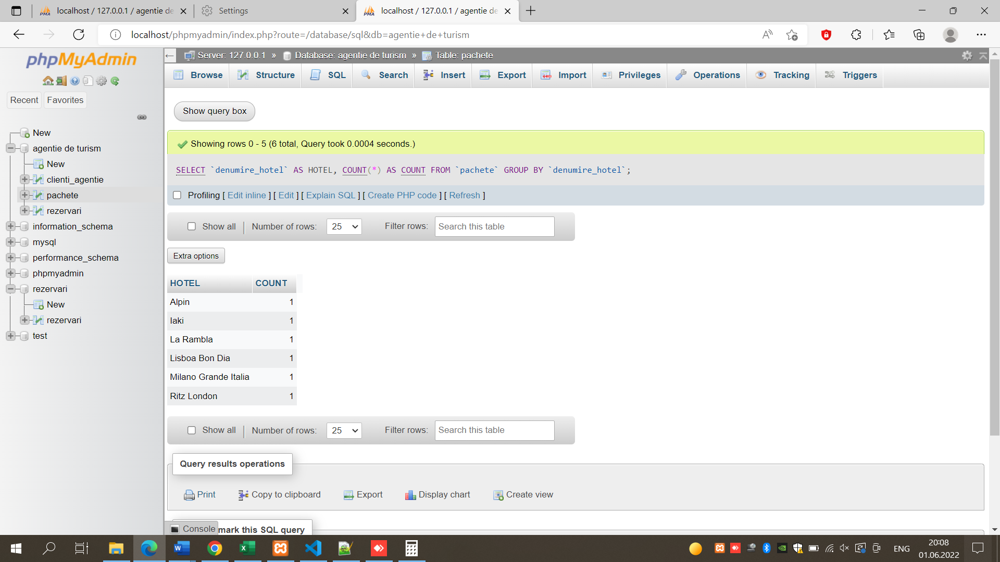 localhost / 127.0.0.1 / agentie de
Settings
localhost / 127.0.0.1 / agentie de
localhost/phpmyadmin/index.php?route=/database/sql&db=agentie+de+turism
phpMyAdmin
Server: 127.0.0.1 » Database: agentie de turism » Table: pachete
Browse Structure SQL Search Insert Export Import Privileges Operations Tracking Triggers
Recent Favorites
New
agentie de turism
New
clienti_agentie
pachete
rezervari
information_schema
mysql
performance_schema
phpmyadmin
rezervari
New
rezervari
test
Show query box
Showing rows 0 - 5 (6 total, Query took 0.0004 seconds.)
SELECT `denumire_hotel` AS HOTEL, COUNT(*) AS COUNT FROM `pachete` GROUP BY `denumire_hotel`;
Profiling [ Edit inline ] [ Edit ] [ Explain SQL ] [ Create PHP code ] [ Refresh ]
Show all | Number of rows: 25 Filter rows: Search this table
Extra options
HOTEL COUNT
Alpin 1
Iaki 1
La Rambla 1
Lisboa Bon Dia 1
Milano Grande Italia 1
Ritz London 1
Show all | Number of rows: 25 Filter rows: Search this table
Query results operations
Print Copy to clipboard Export Display chart Create view
Console mark this SQL query
ENG
20:08
01.06.2022